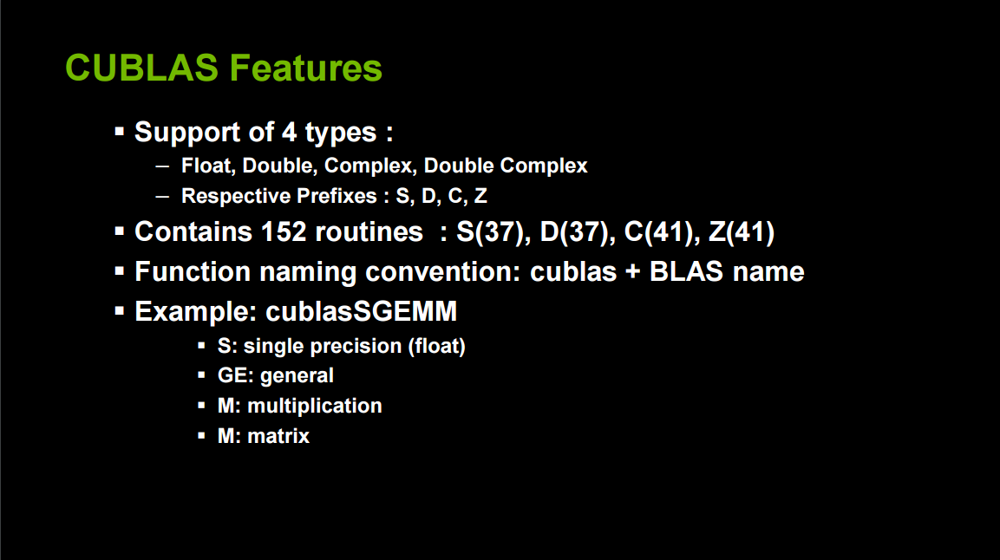 CUBLAS Features
▪ Support of 4 types :
– Float, Double, Complex, Double Complex
– Respective Prefixes : S, D, C, Z
▪ Contains 152 routines  : S(37), D(37), C(41), Z(41)
▪ Function naming convention: cublas + BLAS name
▪ Example: cublasSGEMM
▪ S: single precision (float)
▪ GE: general
▪ M: multiplication
▪ M: matrix